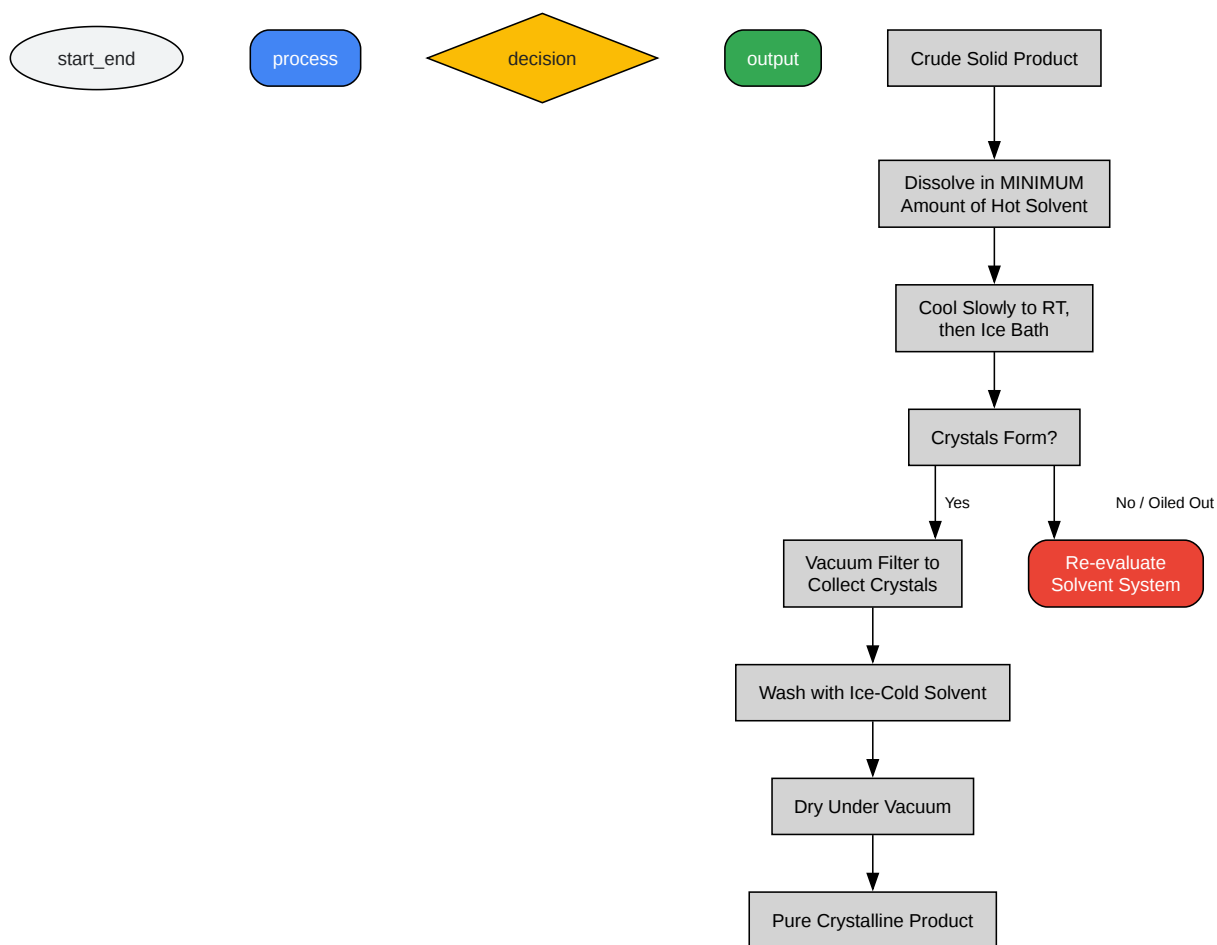 start_end
process
decision
output
Crude Solid Product
Dissolve in MINIMUM
Amount of Hot Solvent
Cool Slowly to RT,
then Ice Bath
Crystals Form?
Yes
No / Oiled Out
Vacuum Filter to
Collect Crystals
Re-evaluate
Solvent System
Wash with Ice-Cold Solvent
Dry Under Vacuum
Pure Crystalline Product